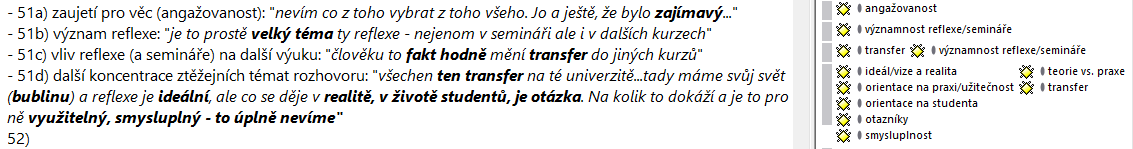 - 51a) zaujetí pro věc (angažovanost): "nevím co z toho vybrat z toho všeho. Jo a ještě, že bylo zajímavý..."
- 51b) význam reflexe: "je to prostě velký téma ty reflexe - nejenom v semináři ale i v dalších kurzech"
- 51c) vliv reflexe (a semináře) na další výuku: "člověku to fakt hodně mění transfer do jiných kurzů"
- 51d) další koncentrace ztěžejních témat rozhovoru: "všechen ten transfer na té univerzitě...tady máme svůj svět
(bublinu) a reflexe je ideální, ale co se děje v realitě, v životě studentů, je otázka. Na kolik to dokáží a je to pro
ně využitelný, smysluplný - to úplně nevíme"
52)
angažovanost
významnost reflexe/semináře
transfer významnost reflexe/semináře
ideál/vize a realita teorie vs. praxe
orientace na praxi/užitečnost transfer
orientace na studenta
otazníky
smysluplnost